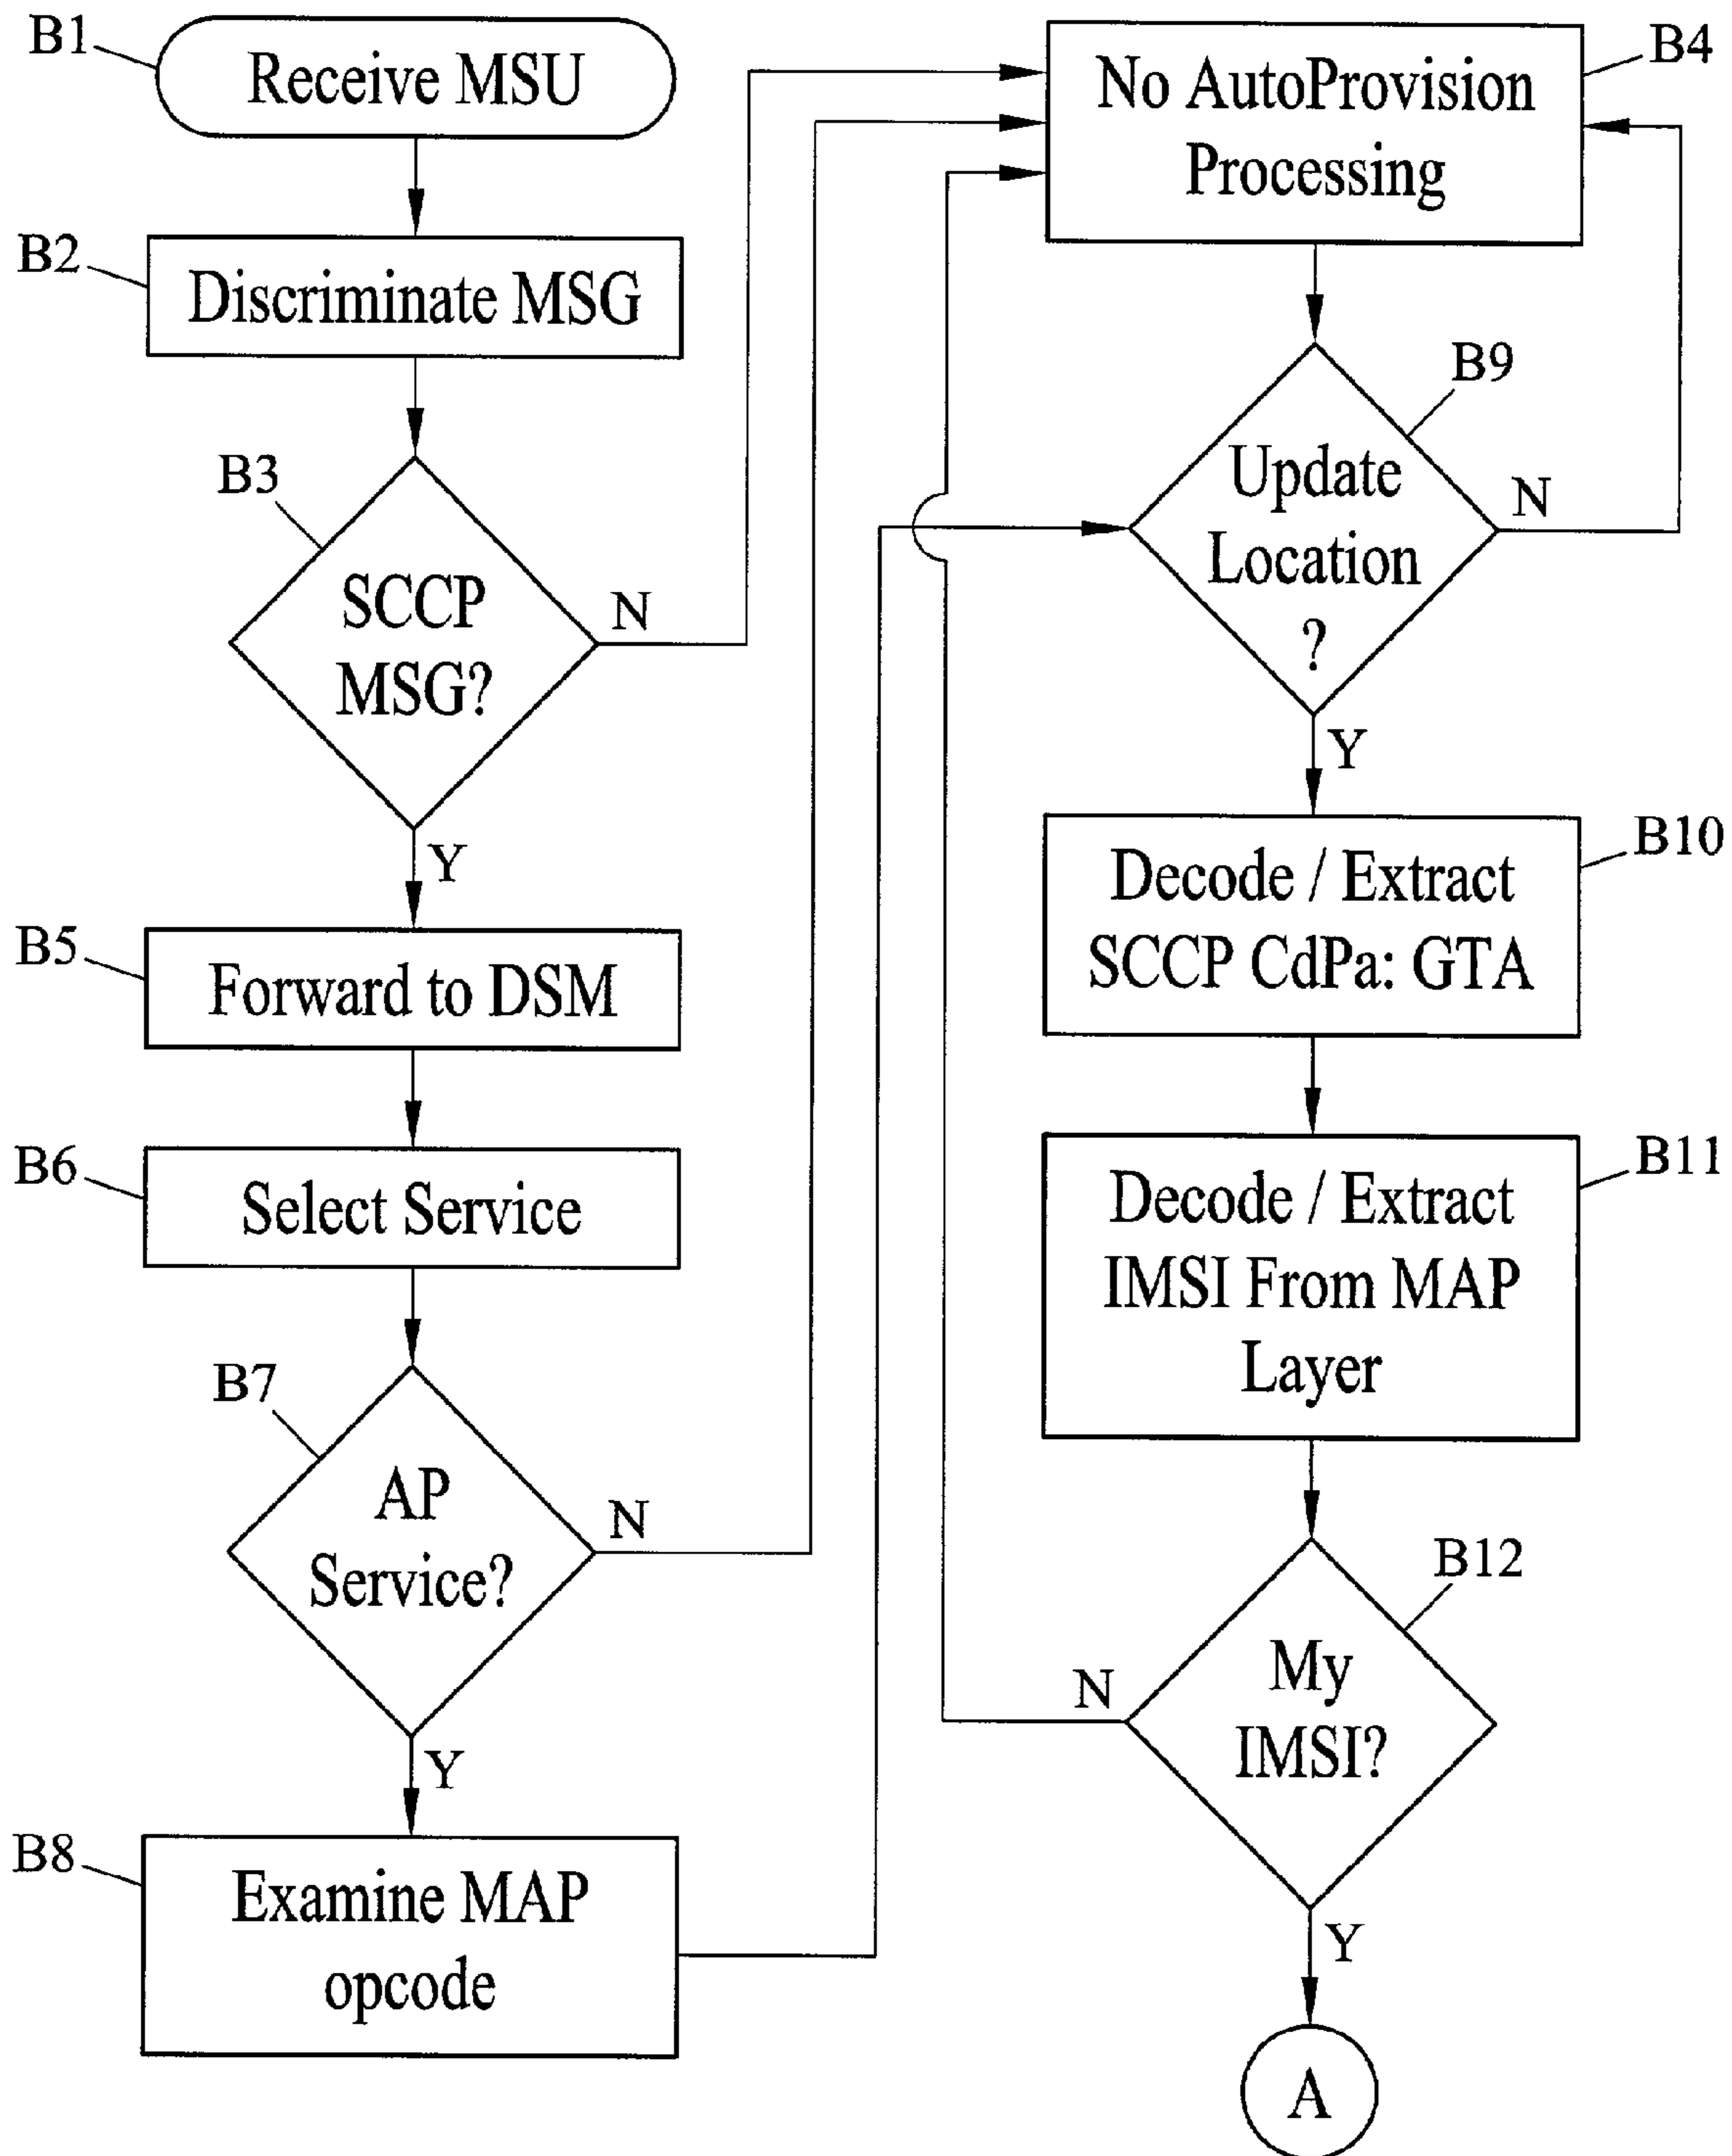 B1
Receive MSU
B2
Discriminate MSG
B3
SCCP
MSG?
N
Y
B5
Forward to DSM
B6
Select Service
B7
AP
Service?
N
Y
B8
Examine MAP
opcode
B4
No AutoProvision
Processing
B9
Update
Location
?
N
Y
B10
Decode / Extract
SCCP CdPa: GTA
B11
Decode / Extract
IMSI From MAP
Layer
B12
My
IMSI?
N
Y
A